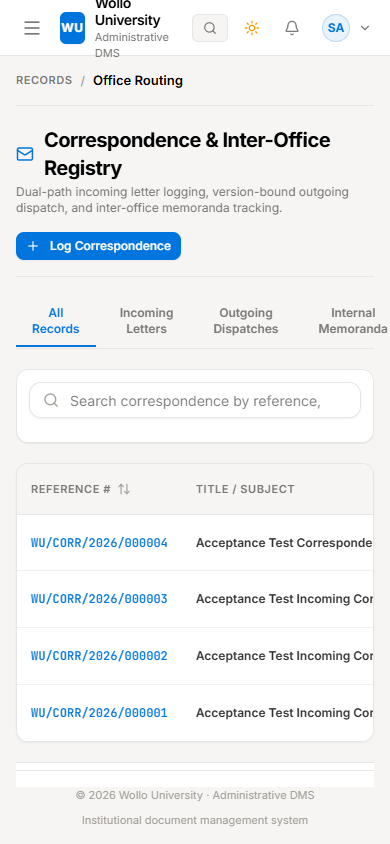 Wollo
University
WU
Administrative
DMS
SA
RECORDS / Office Routing
Correspondence & Inter-Office
Registry
Dual-path incoming letter logging, version-bound outgoing
dispatch, and inter-office memoranda tracking.
+ Log Correspondence
All
Records
Incoming
Letters
Outgoing
Dispatches
Internal
Memoranda
Search correspondence by reference,
REFERENCE # TITLE / SUBJECT
WU/CORR/2026/000004 Acceptance Test Corresponde
WU/CORR/2026/000003 Acceptance Test Incoming Cor
WU/CORR/2026/000002 Acceptance Test Incoming Cor
WU/CORR/2026/000001 Acceptance Test Incoming Cor
© 2026 Wollo University · Administrative DMS
Institutional document management system